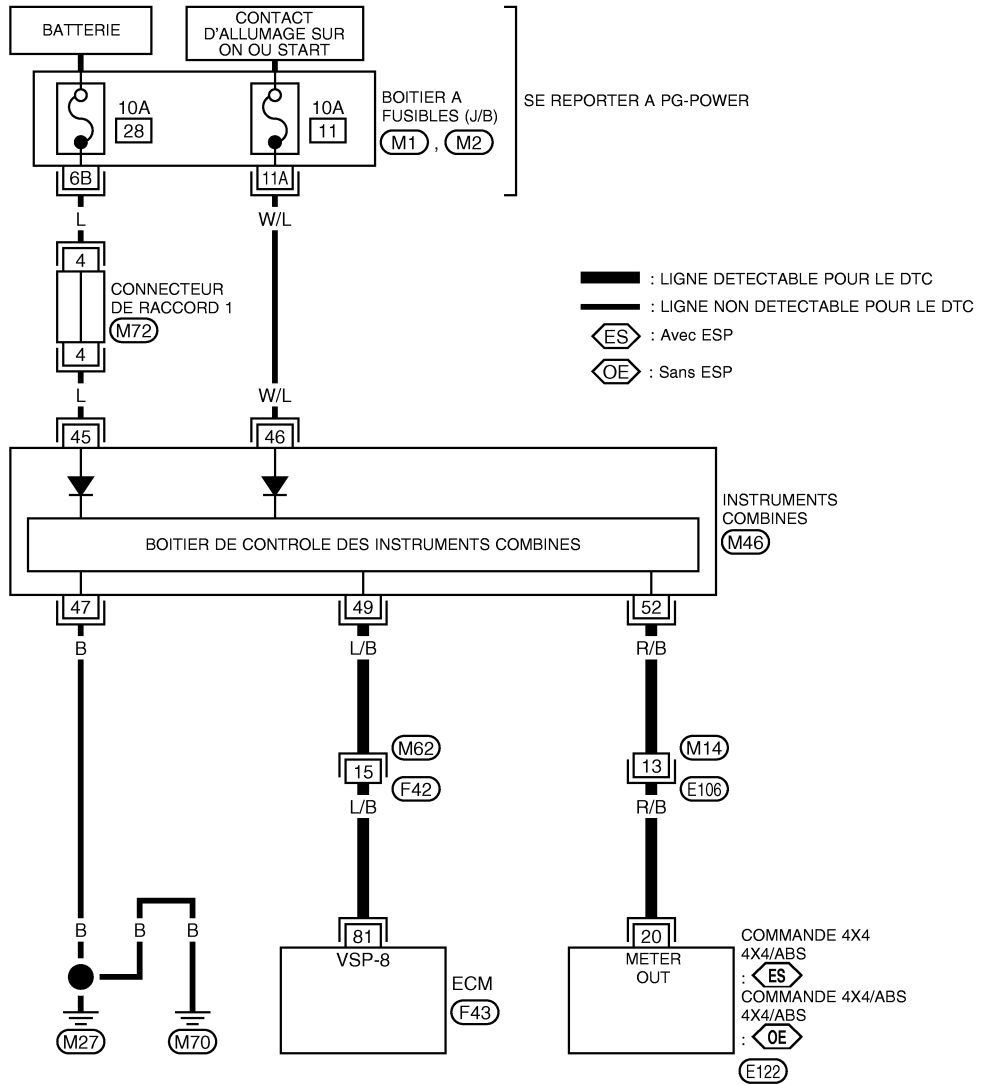 BATTERIE
CONTACT
D'ALLUMAGE SUR
ON OU START
10A
28
10A
11
BOITIER A
FUSIBLES (J/B)
M1 , M2
SE REPORTER A PG-POWER
6B
11A
L
W/L
4
CONNECTEUR
DE RACCORD 1
M72
4
L
W/L
: LIGNE DETECTABLE POUR LE DTC
: LIGNE NON DETECTABLE POUR LE DTC
ES : Avec ESP
OE : Sans ESP
45
46
BOITIER DE CONTROLE DES INSTRUMENTS COMBINES
INSTRUMENTS
COMBINES
M46
47
49
52
B
L/B
R/B
M62
15
F42
M14
13
E106
L/B
R/B
B
B
B
M27
M70
81
VSP-8
ECM
F43
20
METER
OUT
COMMANDE 4X4
4X4/ABS
: ES
COMMANDE 4X4/ABS
4X4/ABS
: OE
E122